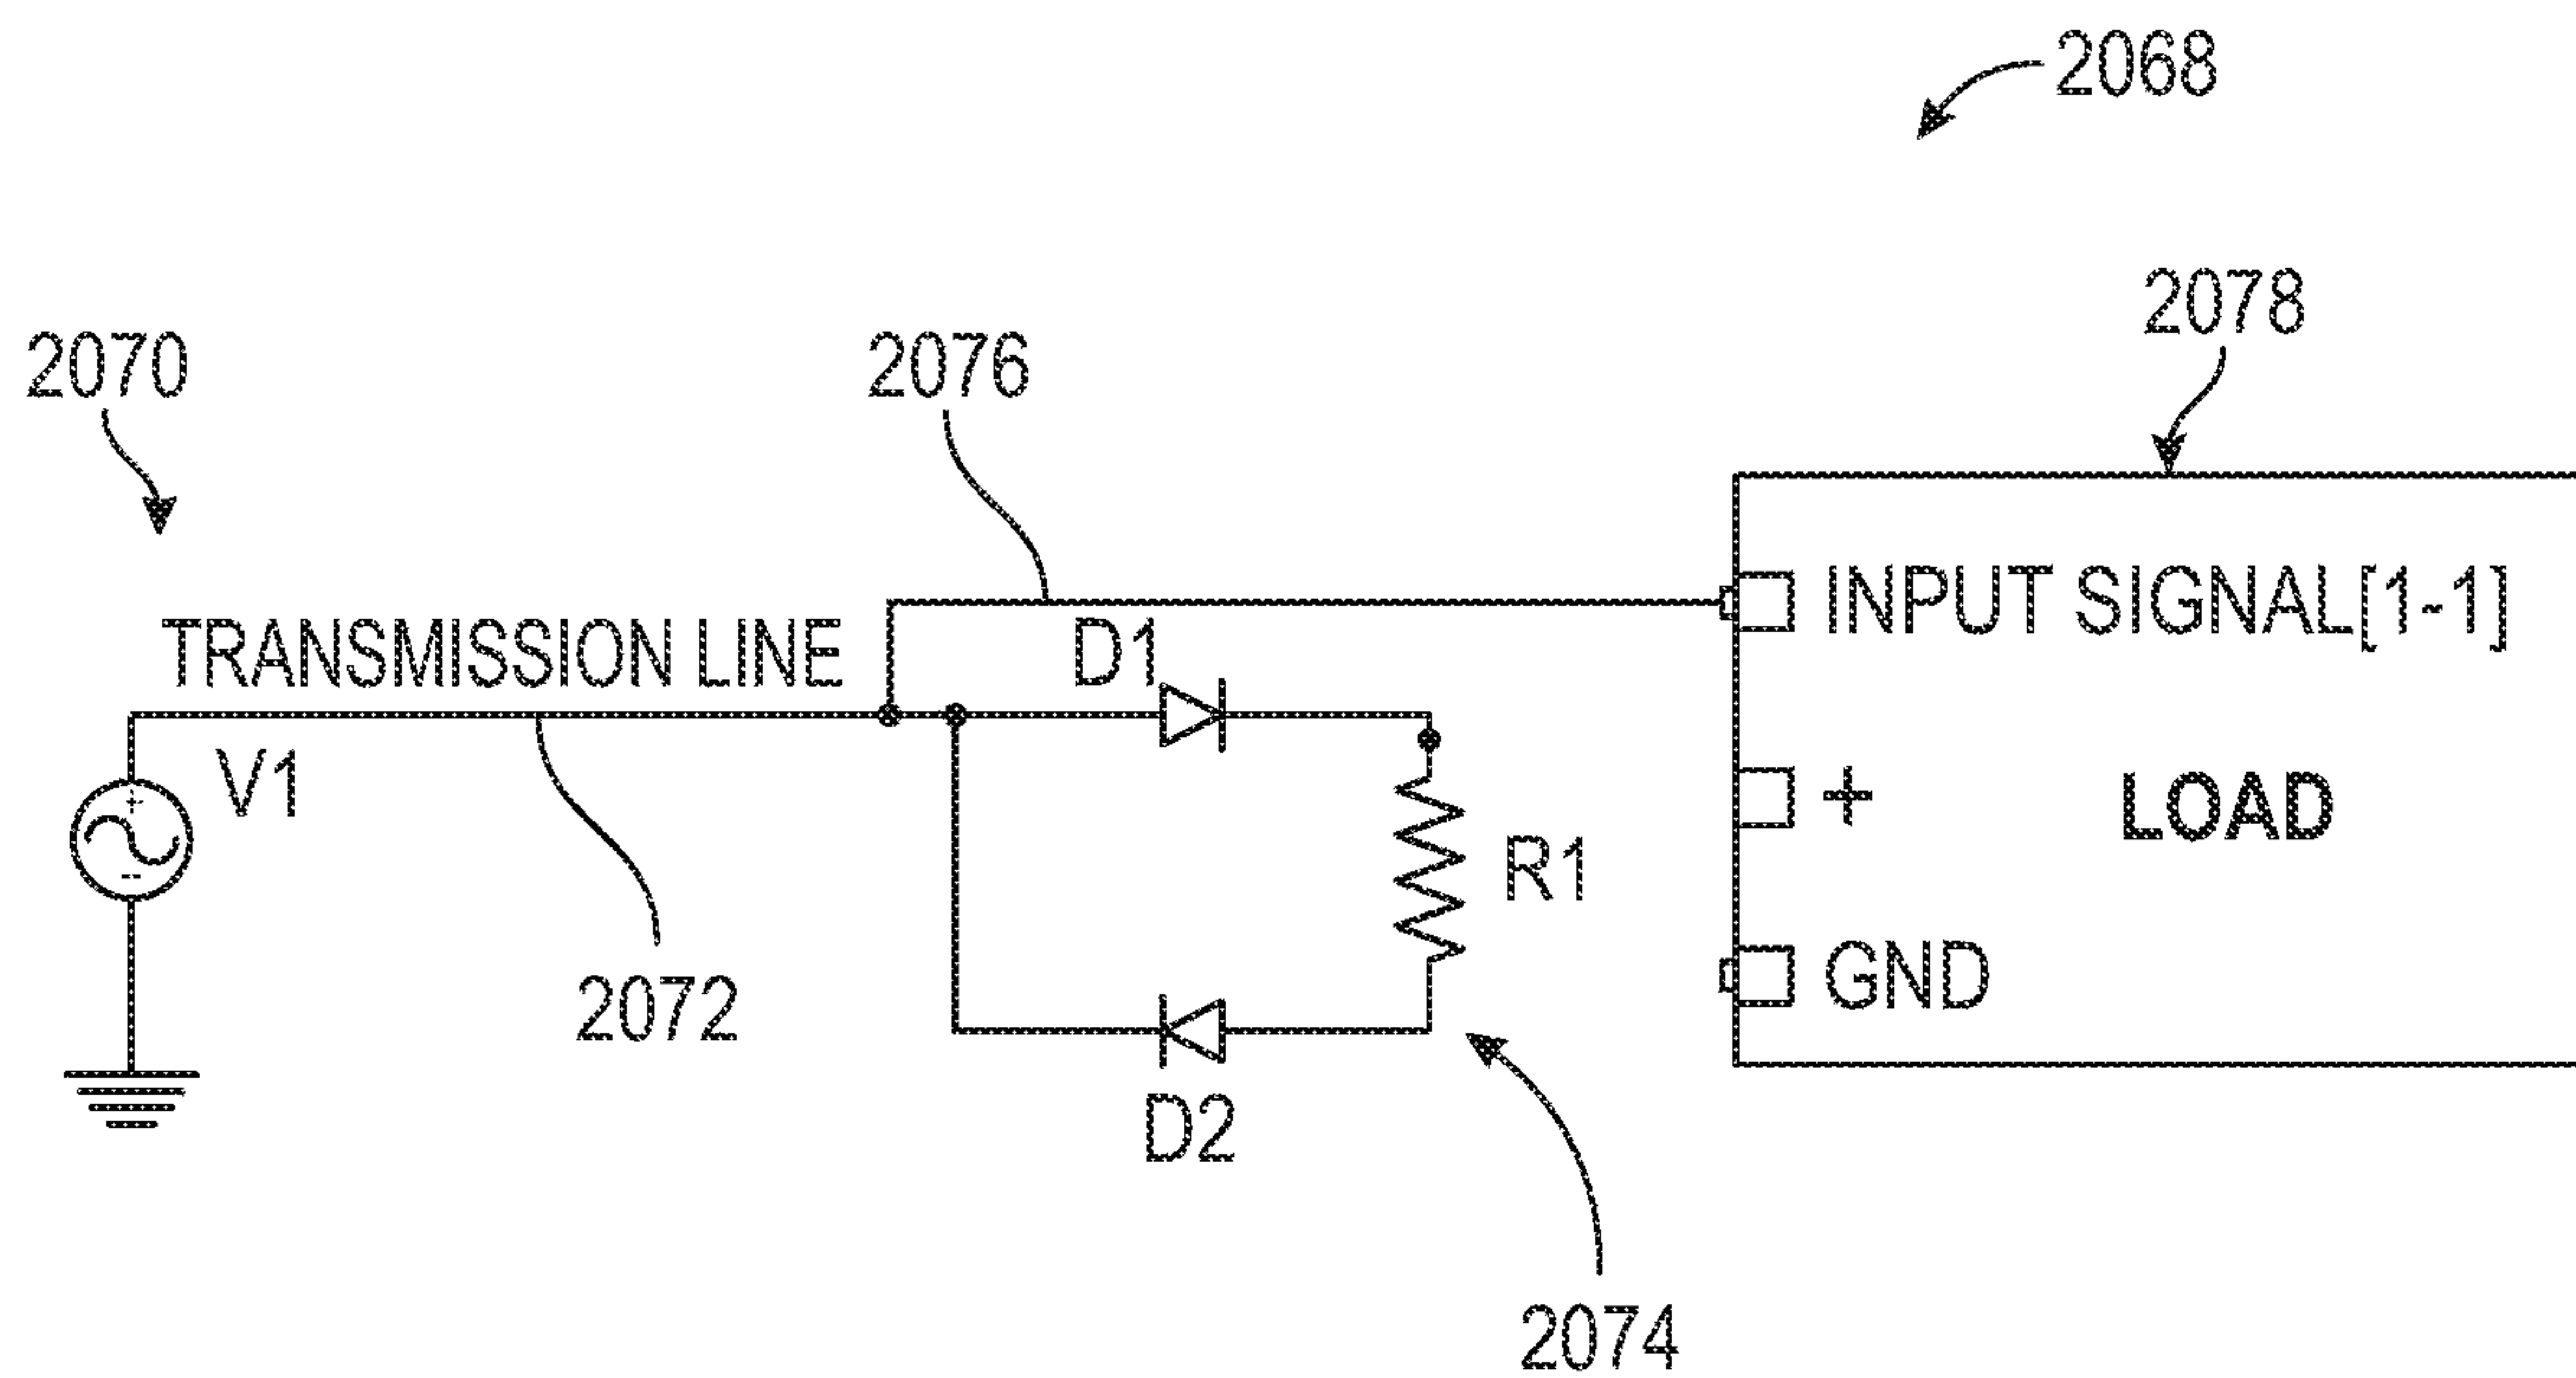 2068
2078
2070
2076
INPUT SIGNAL[1-1]
TRANSMISSION LINE
D1
V1
+
-
+
LOAD
R1
GND
2072
D2
2074